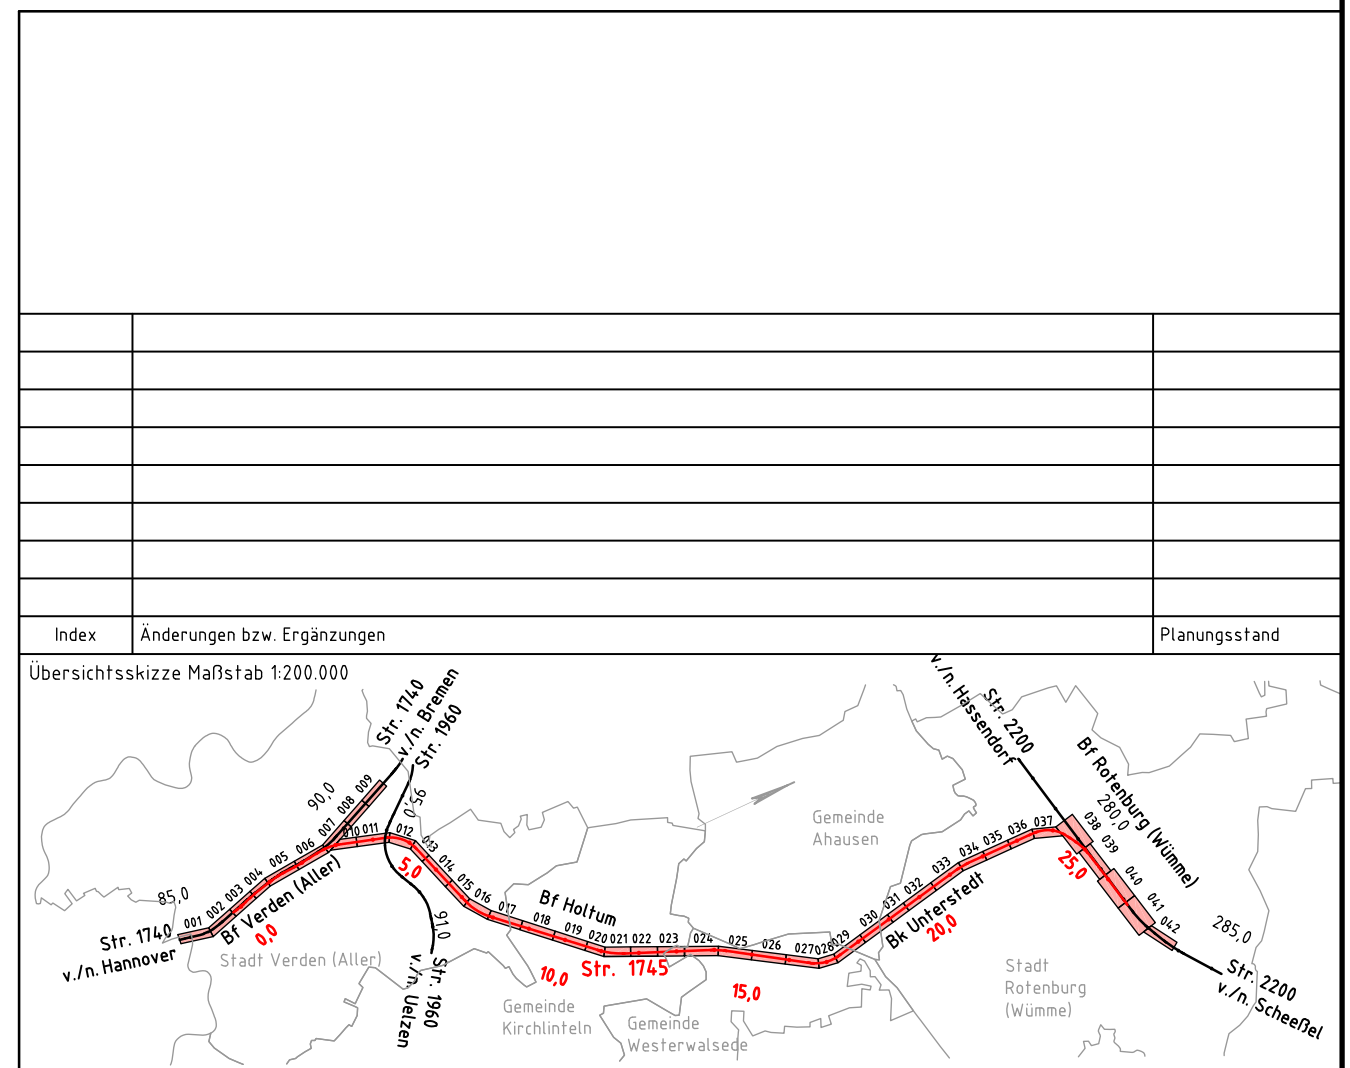 Index
Änderungen bzw. Ergänzungen
Planungsstand
Übersichtsskizze Maßstab 1:200.000
Str. 1740
v./n. Bremen
Str. 1960
v./n. Hassendorf
Str. 2200
Bf Rotenburg (Wümme)
90,0
95,0
280,0
85,0
285,0
001
002
003
004
005
006
007
008
009
010
011
012
013
014
015
016
017
018
019
020
021
022
023
024
025
026
027
028
029
030
031
032
033
034
035
036
037
038
039
040
041
042
Gemeinde
Ahausen
5,0
25,0
Bf Verden (Aller)
0,0
Str. 1740
v./n. Hannover
Stadt Verden (Aller)
91,0
Str. 1960
v./n. Uelzen
Bf Holtum
10,0
Str. 1745
15,0
Bk Unterstedt
20,0
Gemeinde
Kirchlinteln
Gemeinde
Westerwalsede
Stadt
Rotenburg
(Wümme)
Str. 2200
v./n. Scheeßel